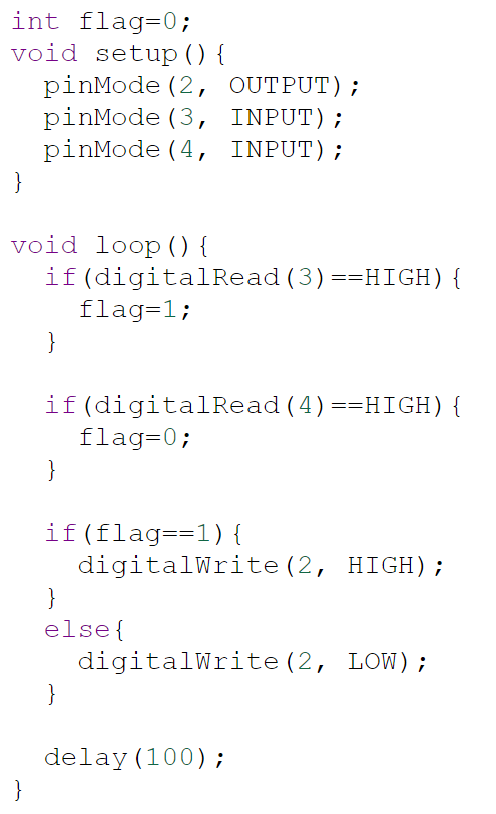 int flag=0;
void setup(){
  pinMode(2, OUTPUT);
  pinMode(3, INPUT);
  pinMode(4, INPUT);
}

void loop(){
  if(digitalRead(3)==HIGH){
    flag=1;
  }

  if(digitalRead(4)==HIGH){
    flag=0;
  }

  if(flag==1){
    digitalWrite(2, HIGH);
  }
  else{
    digitalWrite(2, LOW);
  }

  delay(100);
}